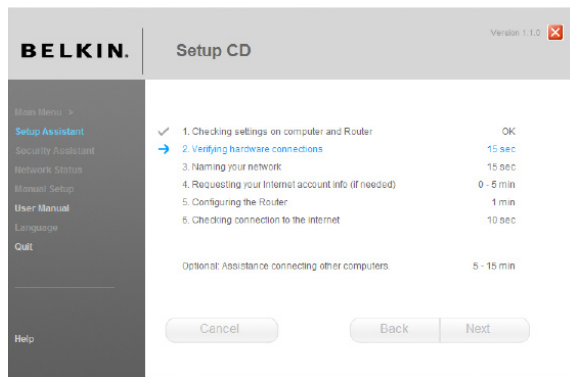 Version 1.1.0
BELKIN.
Setup CD
Main Menu >
Setup Assistant
Security Assistant
Network Status
Manual Setup
User Manual
Language
Quit
Help
1. Checking settings on computer and Router OK
2. Verifying hardware connections 15 sec
3. Naming your network 15 sec
4. Requesting your Internet account info (if needed) 0 - 5 min
5. Configuring the Router 1 min
6. Checking connection to the internet 10 sec
Optional: Assistance connecting other computers. 5 - 15 min
Cancel Back Next